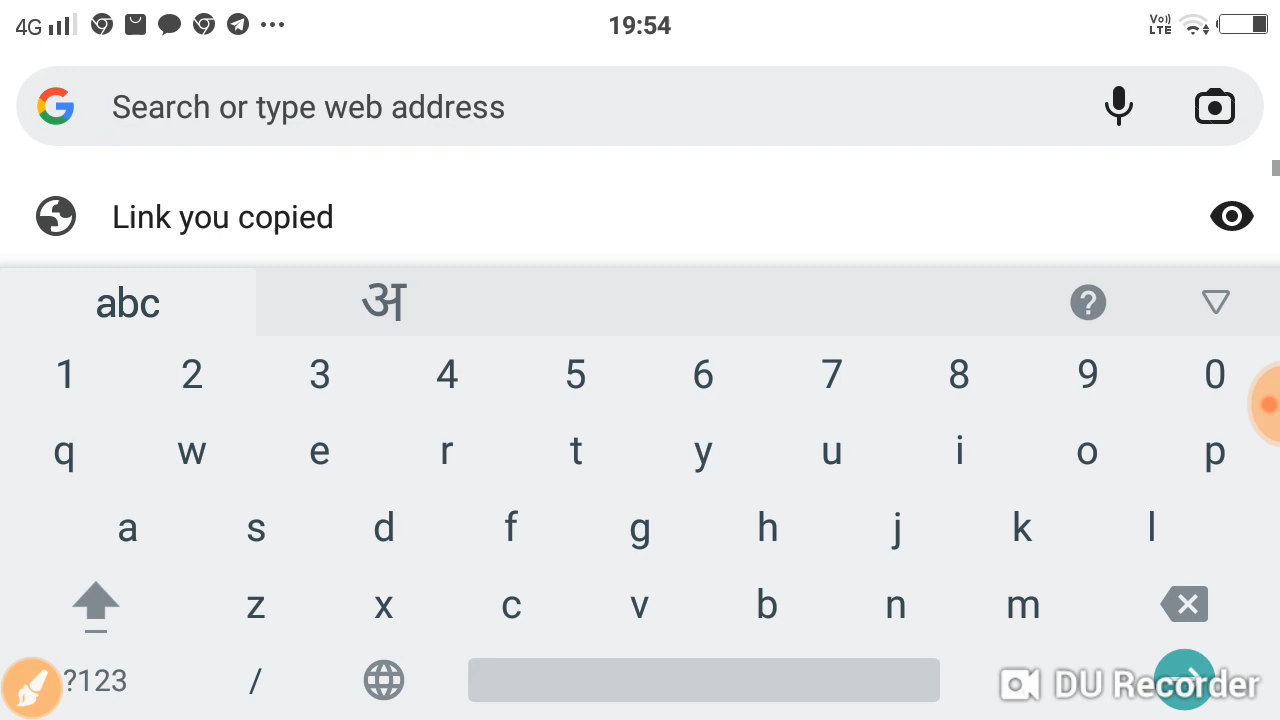 4G 19:54 Vo)) LTE
Search or type web address
Link you copied
abc अ
1 2 3 4 5 6 7 8 9 0
q w e r t y u i o p
a s d f g h j k l
z x c v b n m
?123 / DU Recorder